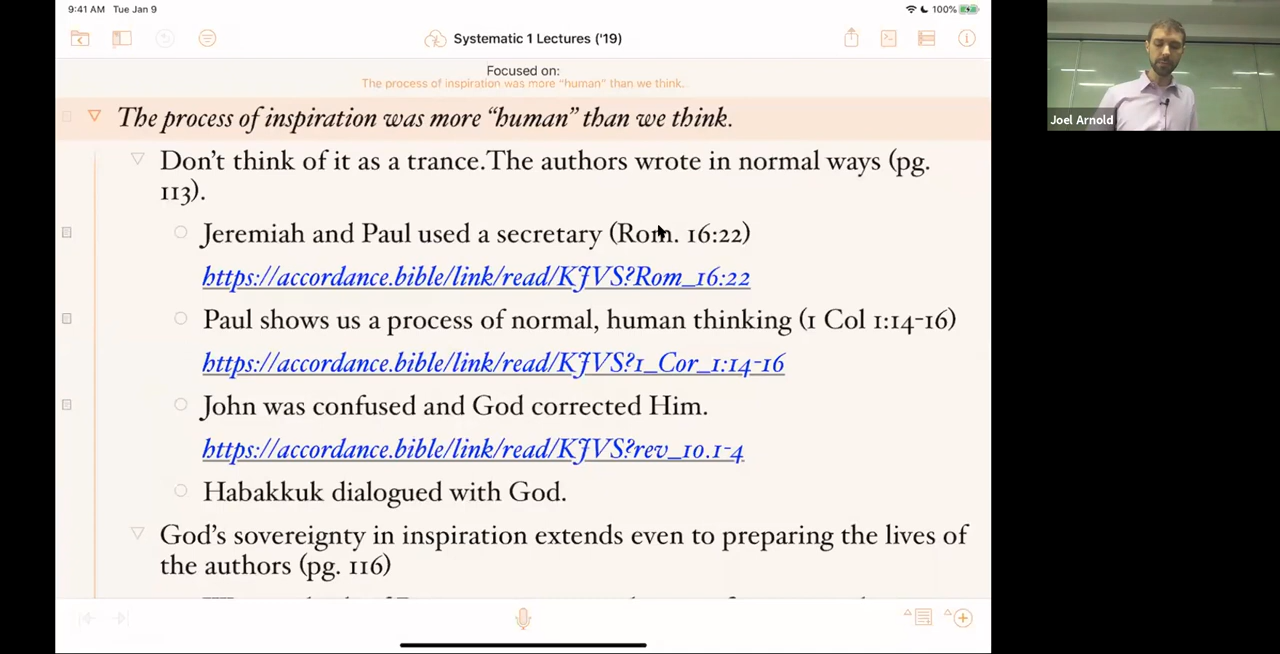 9:41 AM Tue Jan 9
100%
Systematic 1 Lectures ('19)
Focused on:
The process of inspiration was more "human" than we think.
The process of inspiration was more “human” than we think.
Don’t think of it as a trance.The authors wrote in normal ways (pg.
113).
Jeremiah and Paul used a secretary (Rom. 16:22)
https://accordance.bible/link/read/KJVS?Rom_16:22
Paul shows us a process of normal, human thinking (1 Col 1:14-16)
https://accordance.bible/link/read/KJVS?1_Cor_1:14-16
John was confused and God corrected Him.
https://accordance.bible/link/read/KJVS?rev_10.1-4
Habakkuk dialogued with God.
God’s sovereignty in inspiration extends even to preparing the lives of
the authors (pg. 116)
Joel Arnold